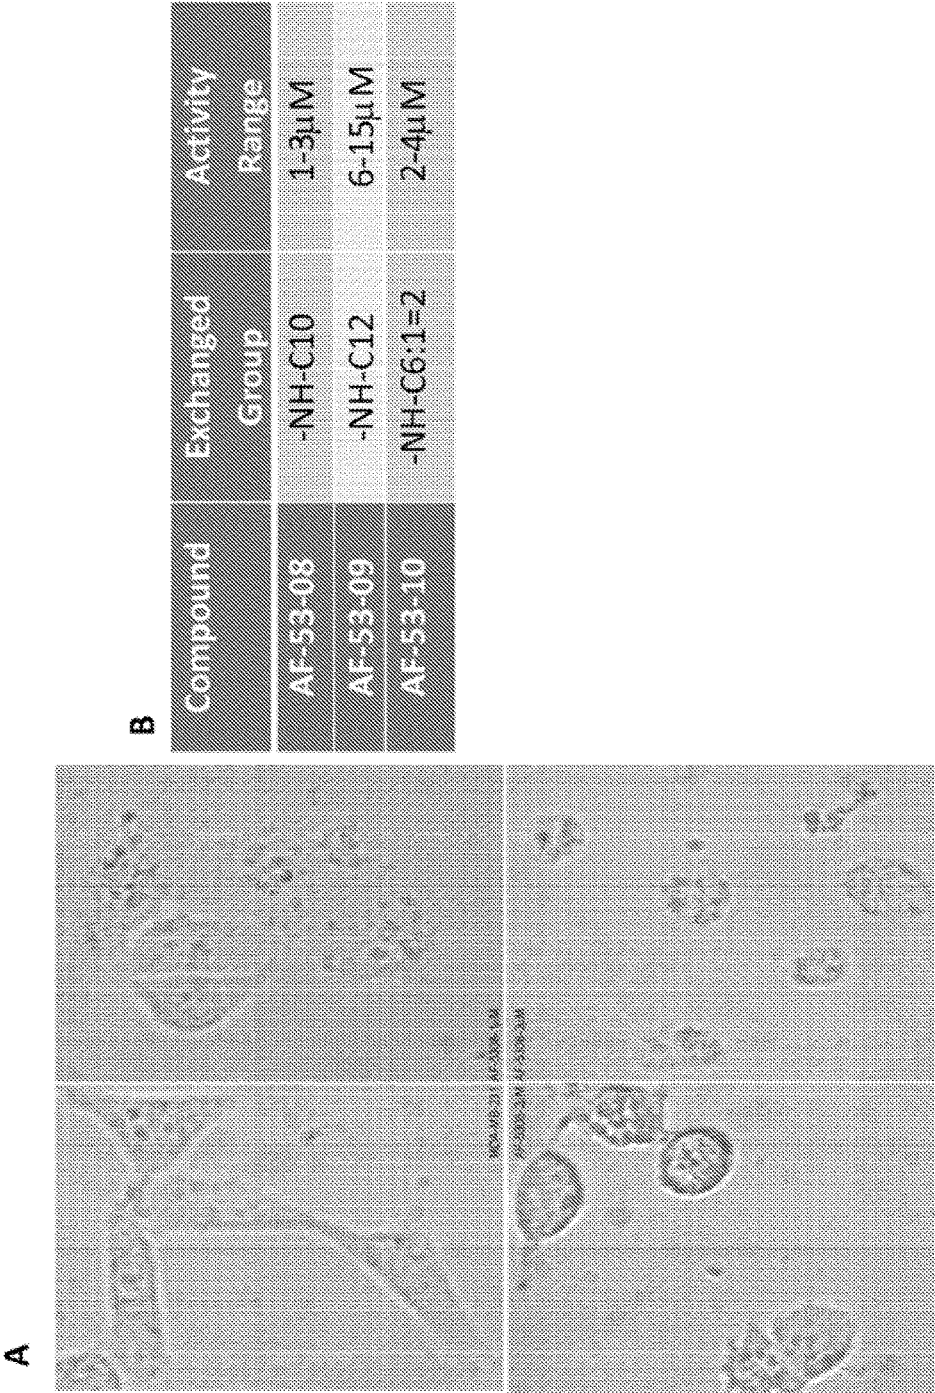 A
B
Compound Exchanged Group Activity Range
AF-53-08 -NH-C10 1-3µM
AF-53-09 -NH-C12 6-15µM
AF-53-10 -NH-C6:1=2 2-4µM